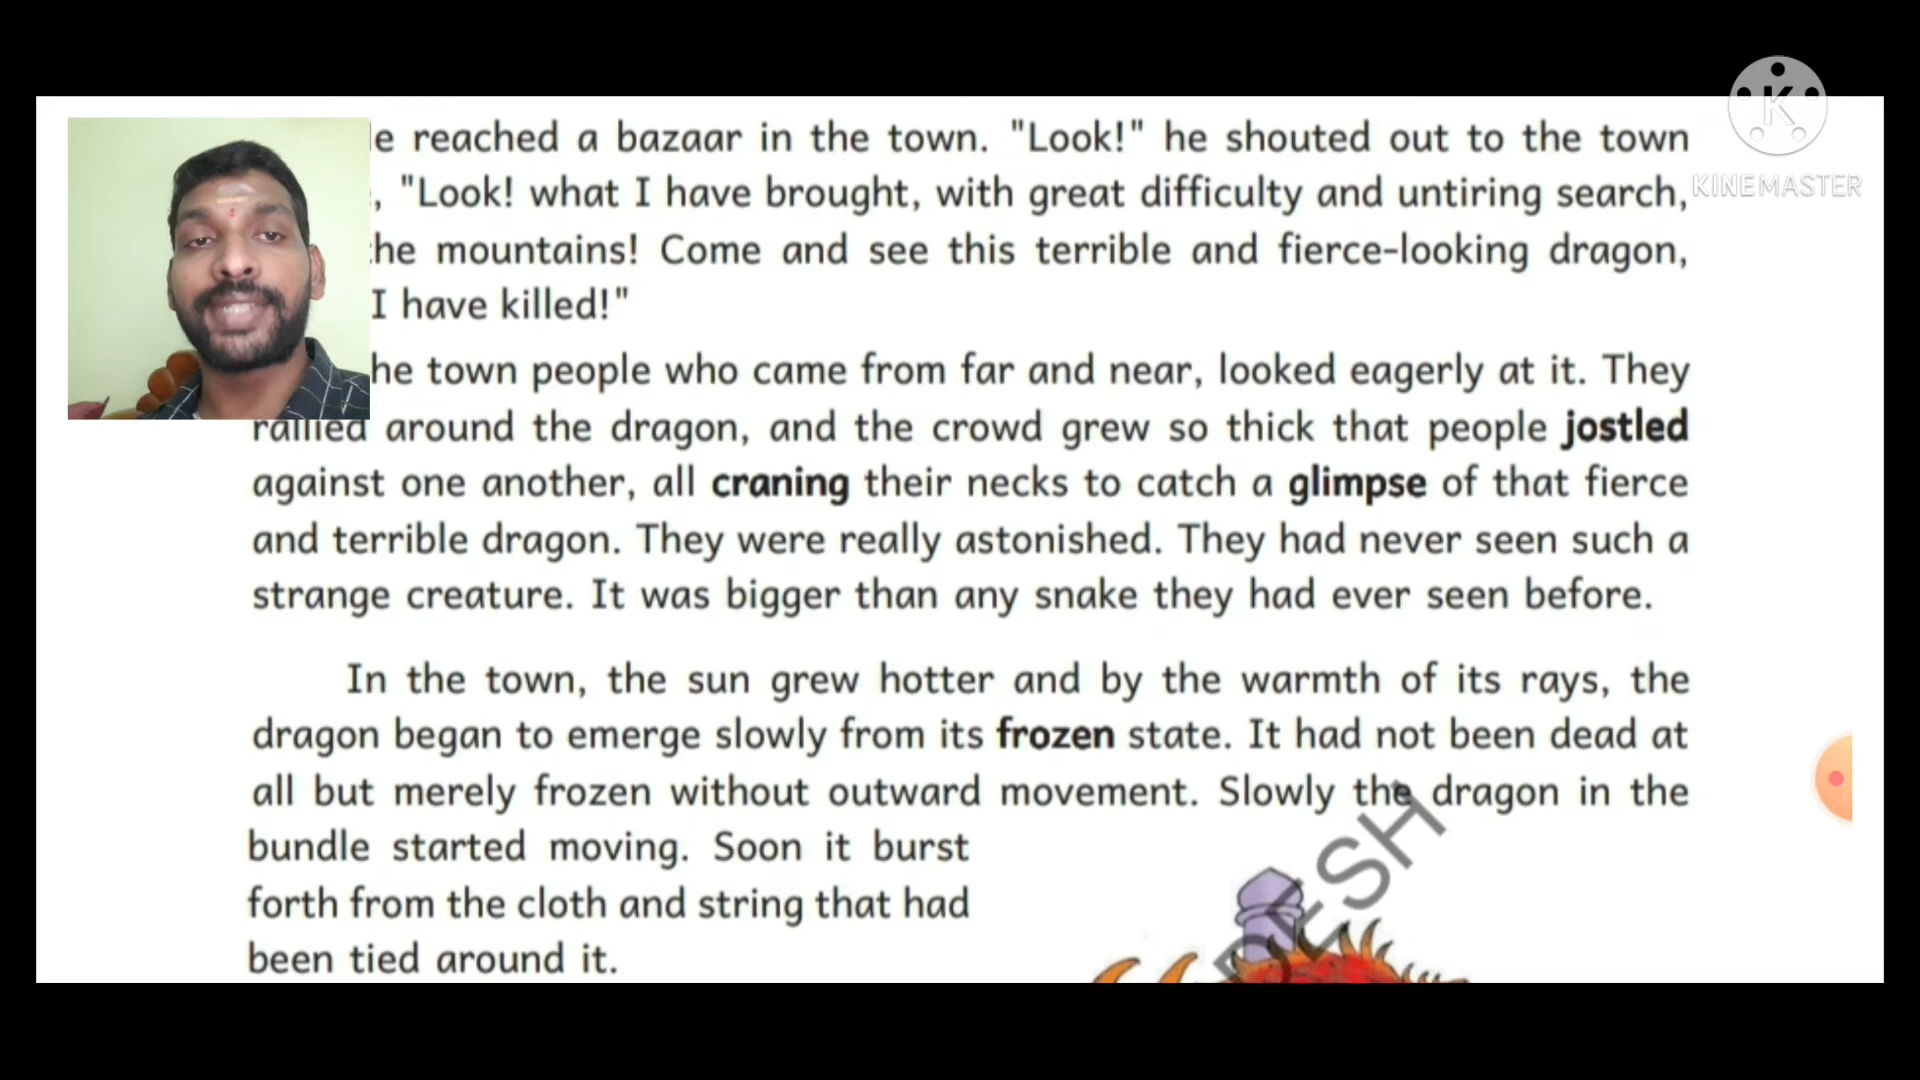 reached a bazaar in the town. "Look!" he shouted out to the town
"Look! what I have brought, with great difficulty and untiring search,
mountains! Come and see this terrible and fierce-looking dragon,
I have killed!"
town people who came from far and near, looked eagerly at it. They
rallied around the dragon, and the crowd grew so thick that people jostled
against one another, all craning their necks to catch a glimpse of that fierce
and terrible dragon. They were really astonished. They had never seen such a
strange creature. It was bigger than any snake they had ever seen before.
In the town, the sun grew hotter and by the warmth of its rays, the
dragon began to emerge slowly from its frozen state. It had not been dead at
all but merely frozen without outward movement. Slowly the dragon in the
bundle started moving. Soon it burst
forth from the cloth and string that had
been tied around it.
K
KINEMASTER